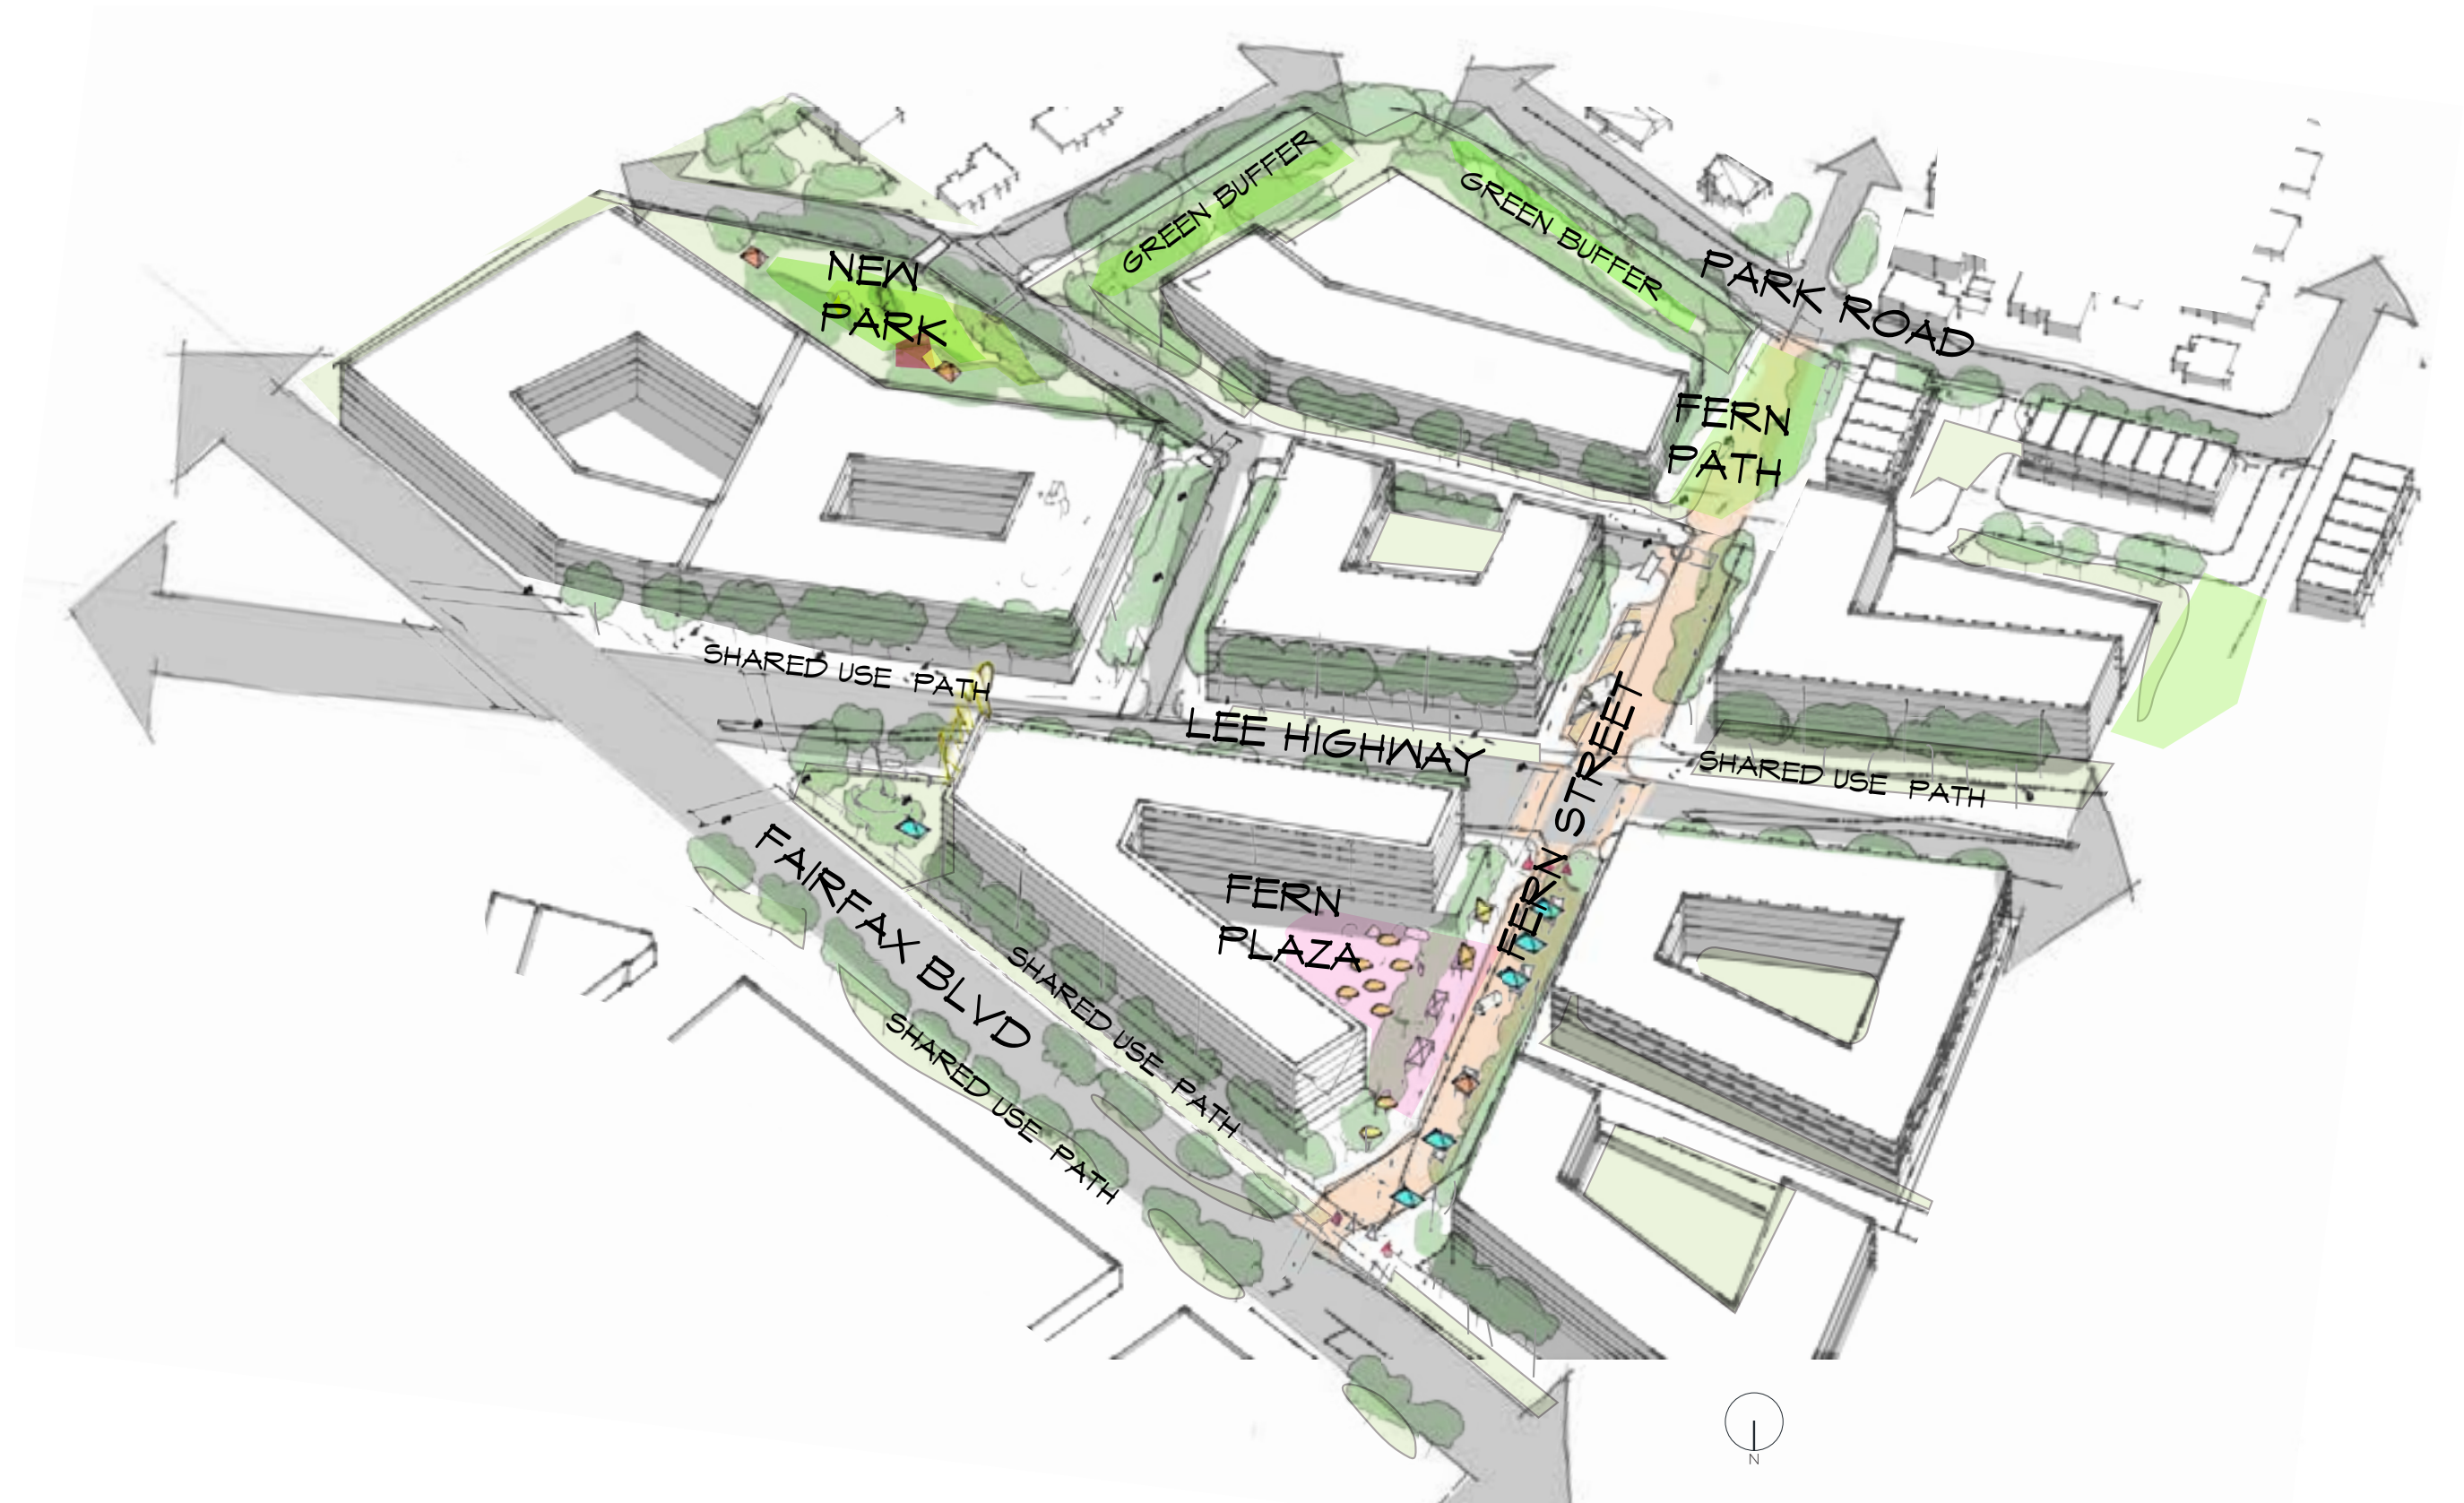 GREEN BUFFER
GREEN BUFFER
NEW
PARK
PARK ROAD
FERN
PATH
SHARED USE PATH
LEE HIGHWAY
FERN STREET
SHARED USE PATH
FAIRFAX BLVD
FERN
PLAZA
SHARED USE PATH
SHARED USE PATH
N